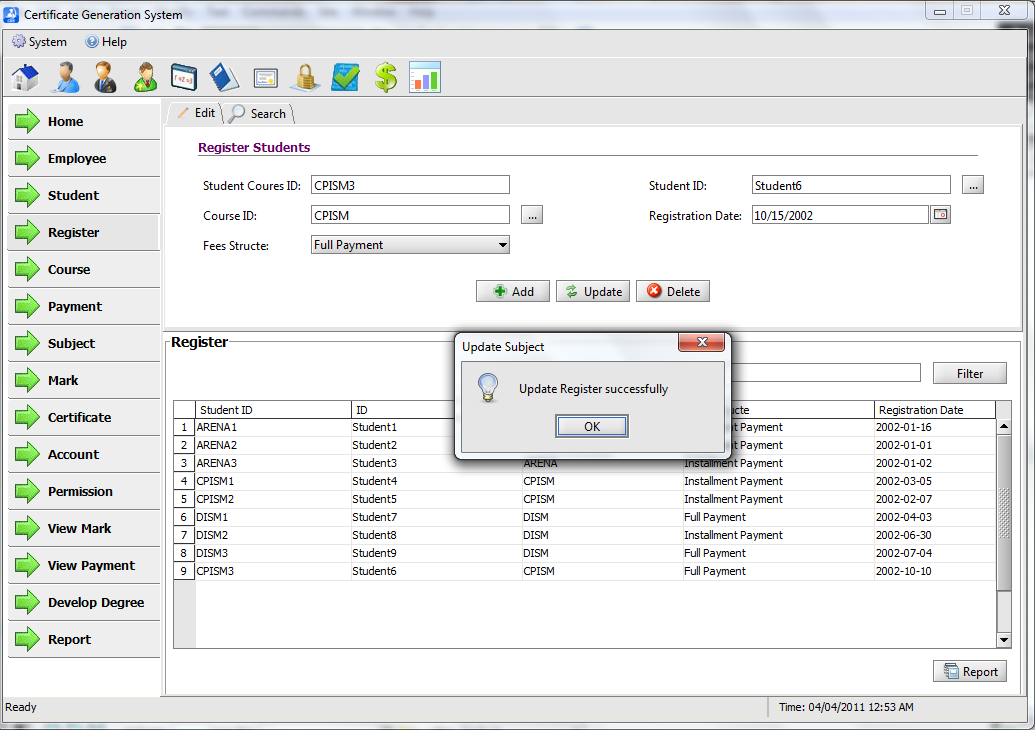 Certificate Generation System
System Help
Edit Search
Home
Employee
Student
Register
Course
Payment
Subject
Mark
Certificate
Account
Permission
View Mark
View Payment
Develop Degree
Report
Register Students
Student Coures ID: CPISM3 Student ID: Student6 ...
Course ID: CPISM ... Registration Date: 10/15/2002
Fees Structe: Full Payment
Add Update Delete
Register
Update Subject
Update Register successfully
OK
Filter
Student ID ID Registration Date
1 ARENA1 Student1 Payment 2002-01-16
2 ARENA2 Student2 Payment 2002-01-01
3 ARENA3 Student3 ARENA Installment Payment 2002-01-02
4 CPISM1 Student4 CPISM Installment Payment 2002-03-05
5 CPISM2 Student5 CPISM Installment Payment 2002-02-07
6 DISM1 Student7 DISM Full Payment 2002-04-03
7 DISM2 Student8 DISM Installment Payment 2002-06-30
8 DISM3 Student9 DISM Full Payment 2002-07-04
9 CPISM3 Student6 CPISM Full Payment 2002-10-10
Report
Ready Time: 04/04/2011 12:53 AM